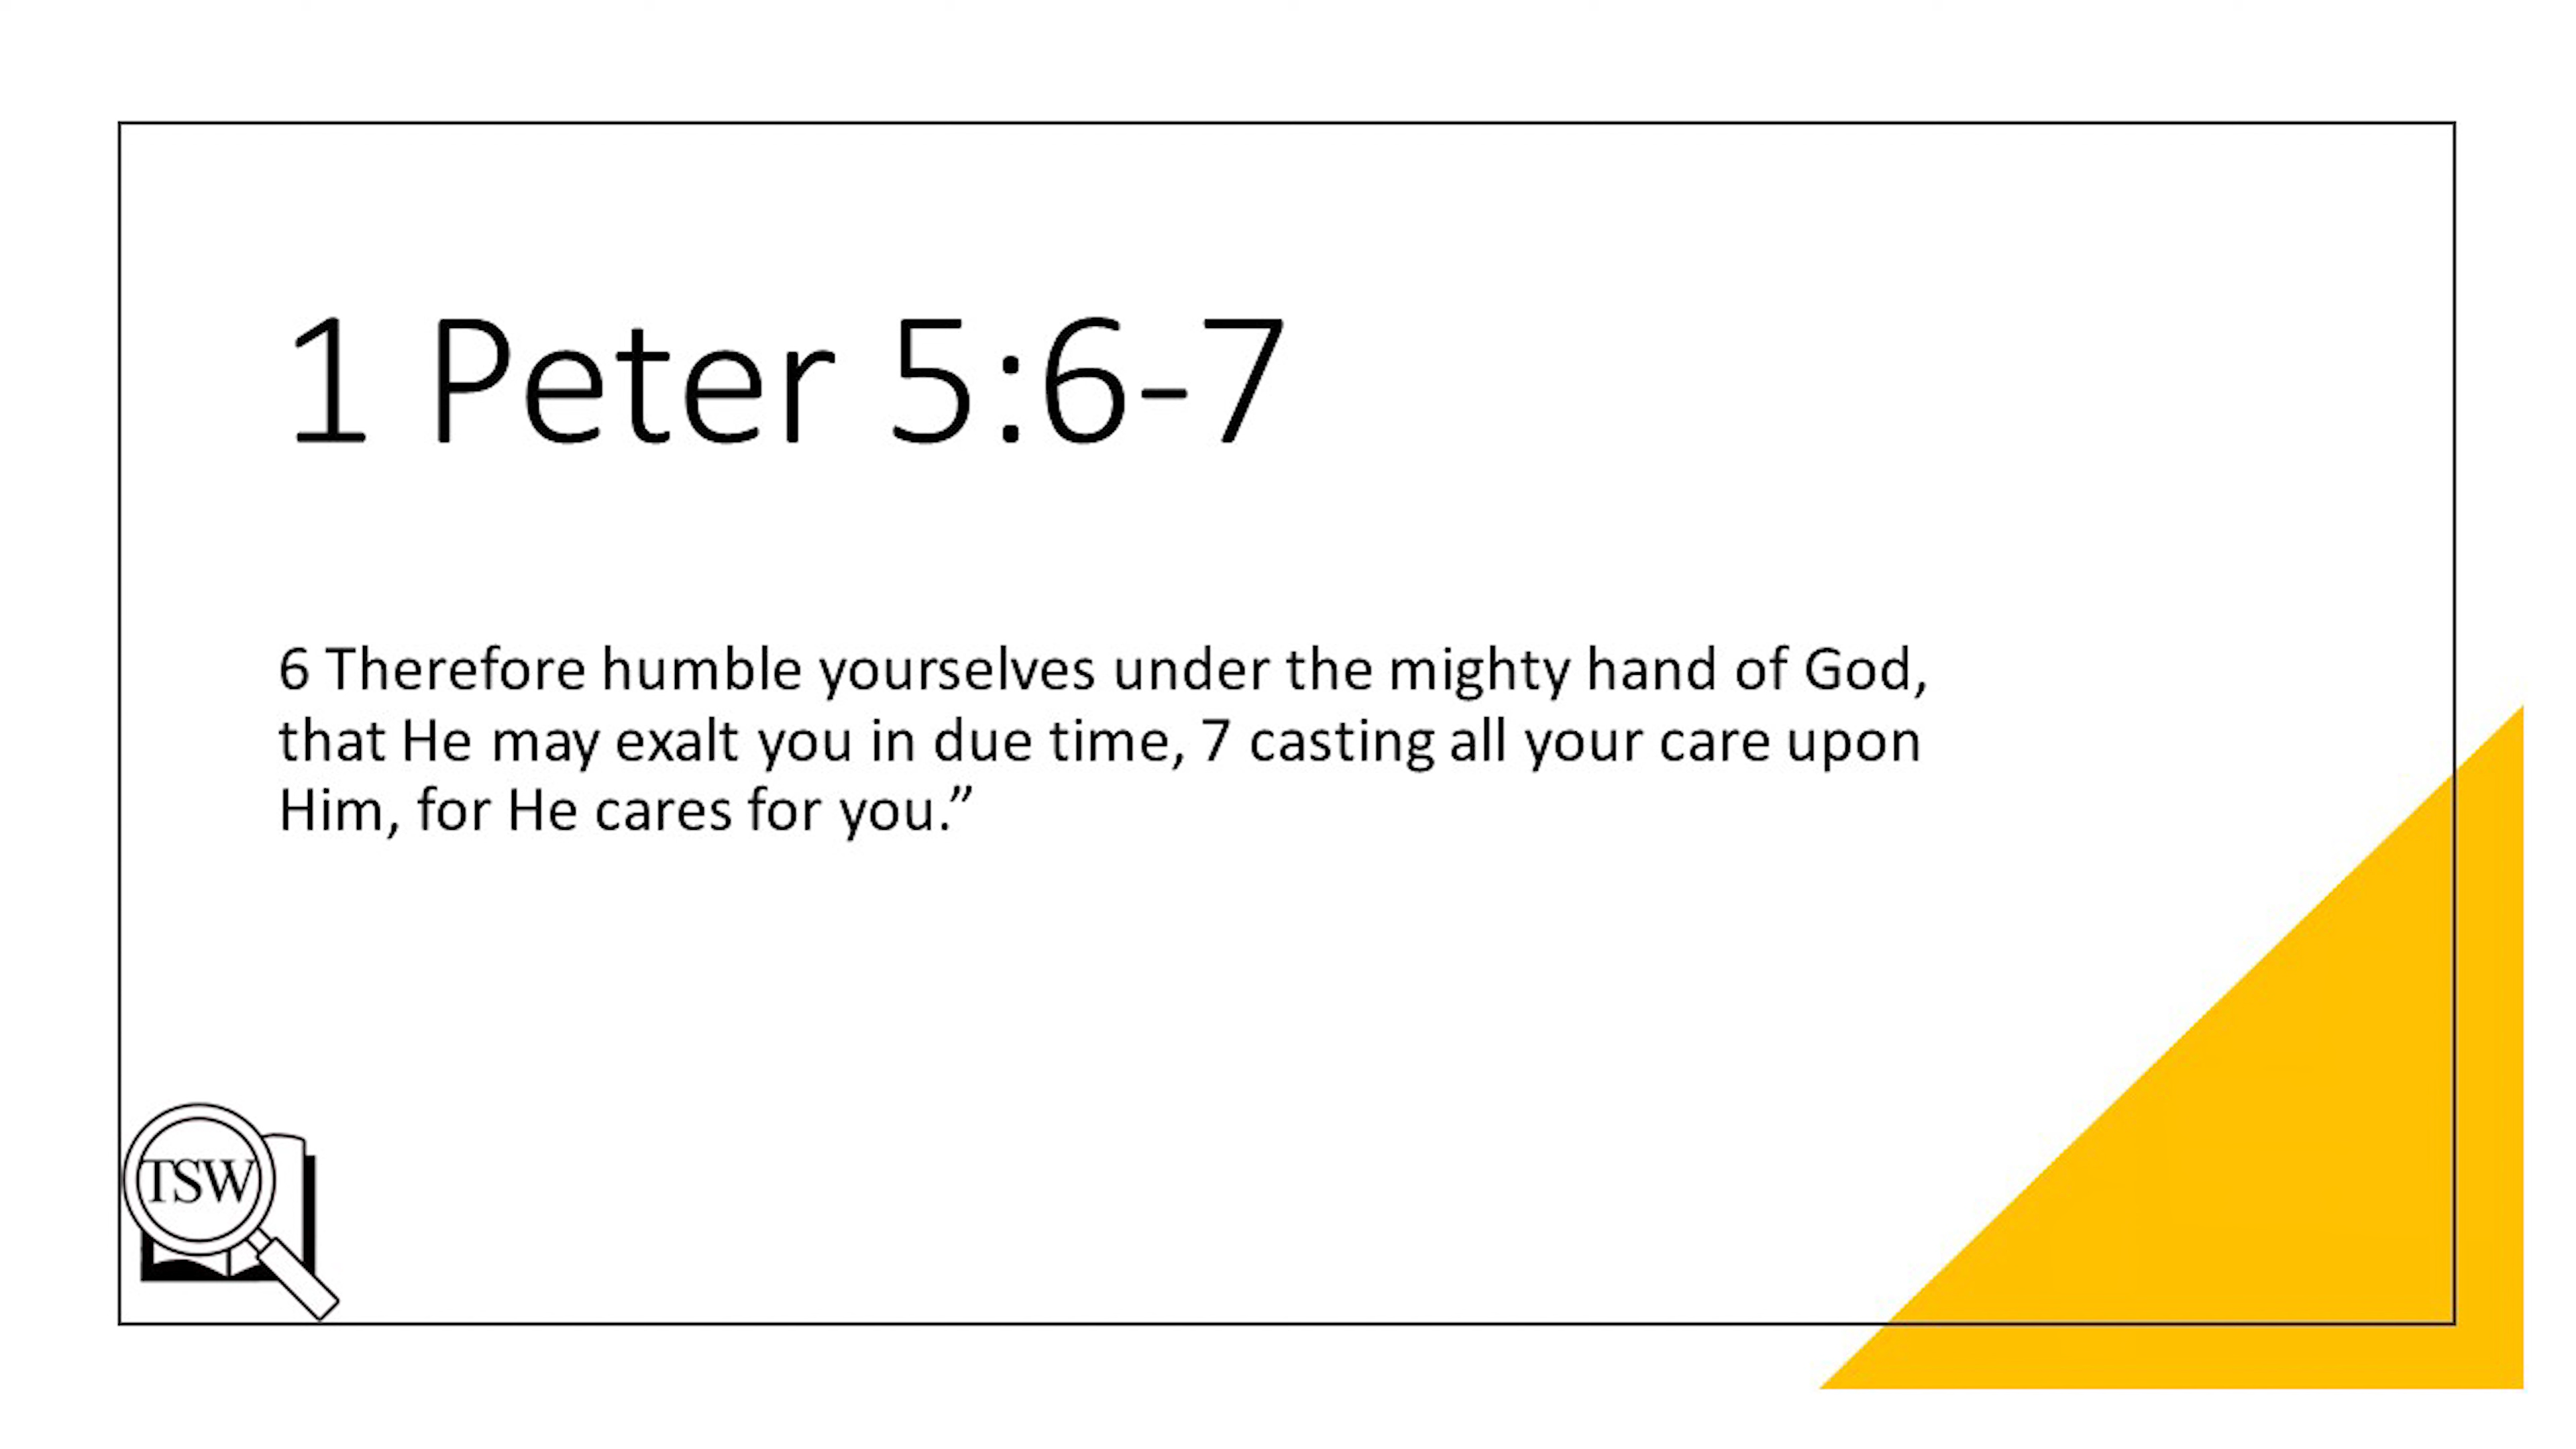 1 Peter 5:6-7
6 Therefore humble yourselves under the mighty hand of God,
that He may exalt you in due time, 7 casting all your care upon
Him, for He cares for you.”
TSW